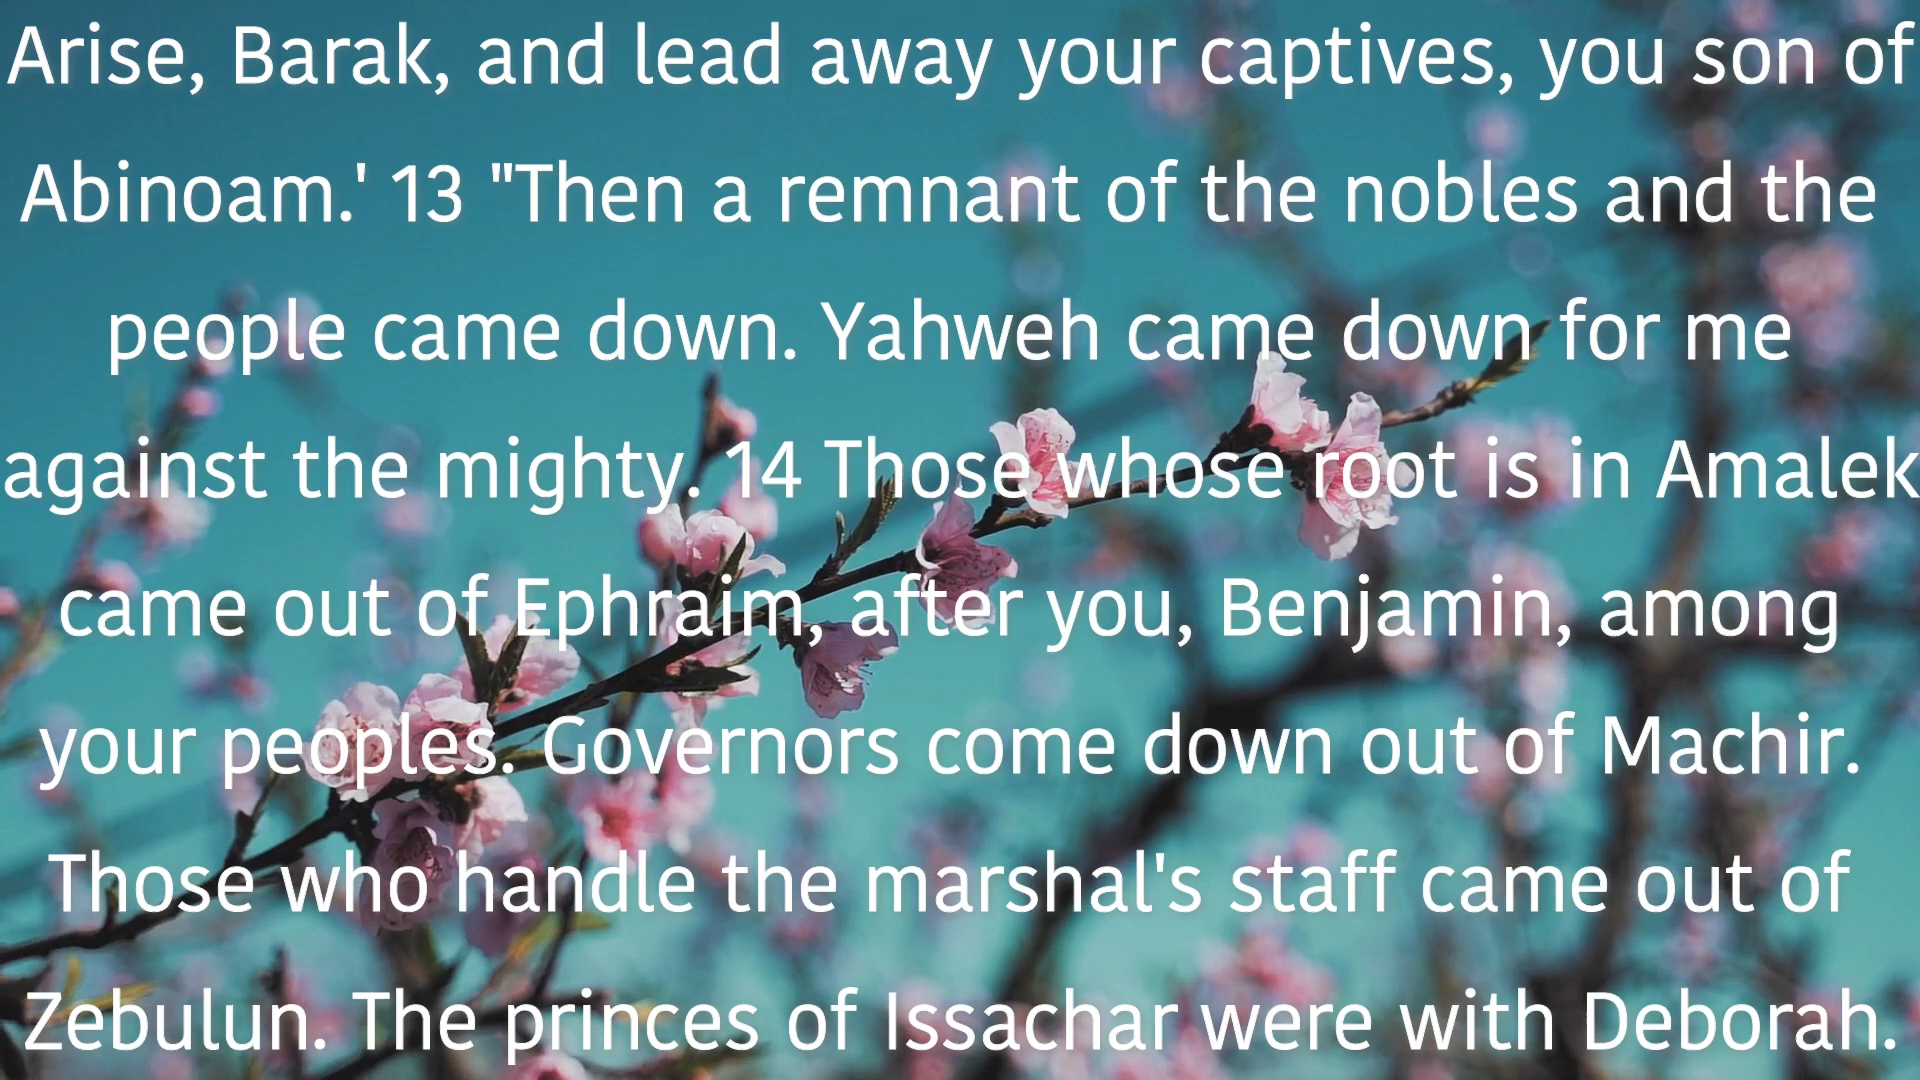 Arise, Barak, and lead away your captives, you son of
Abinoam.' 13 "Then a remnant of the nobles and the
people came down. Yahweh came down for me
against the mighty. 14 Those whose root is in Amalek
came out of Ephraim, after you, Benjamin, among
your peoples. Governors come down out of Machir.
Those who handle the marshal's staff came out of
Zebulun. The princes of Issachar were with Deborah.